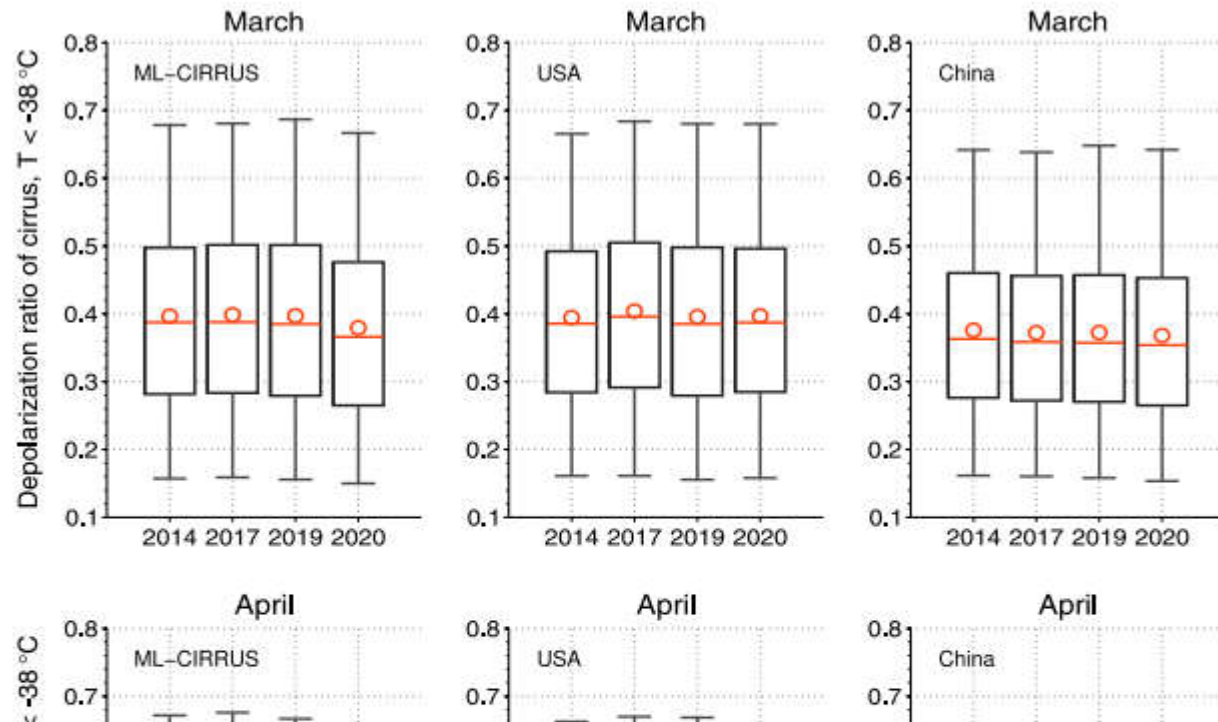 March
March
March
Depolarization ratio of cirrus, T < -38 °C
0.8
0.7
0.6
0.5
0.4
0.3
0.2
0.1
ML-CIRRUS
2014 2017 2019 2020
0.8
0.7
0.6
0.5
0.4
0.3
0.2
0.1
USA
2014 2017 2019 2020
0.8
0.7
0.6
0.5
0.4
0.3
0.2
0.1
China
2014 2017 2019 2020
April
April
April
< -38 °C
0.8
0.7
ML-CIRRUS
0.8
0.7
USA
0.8
0.7
China